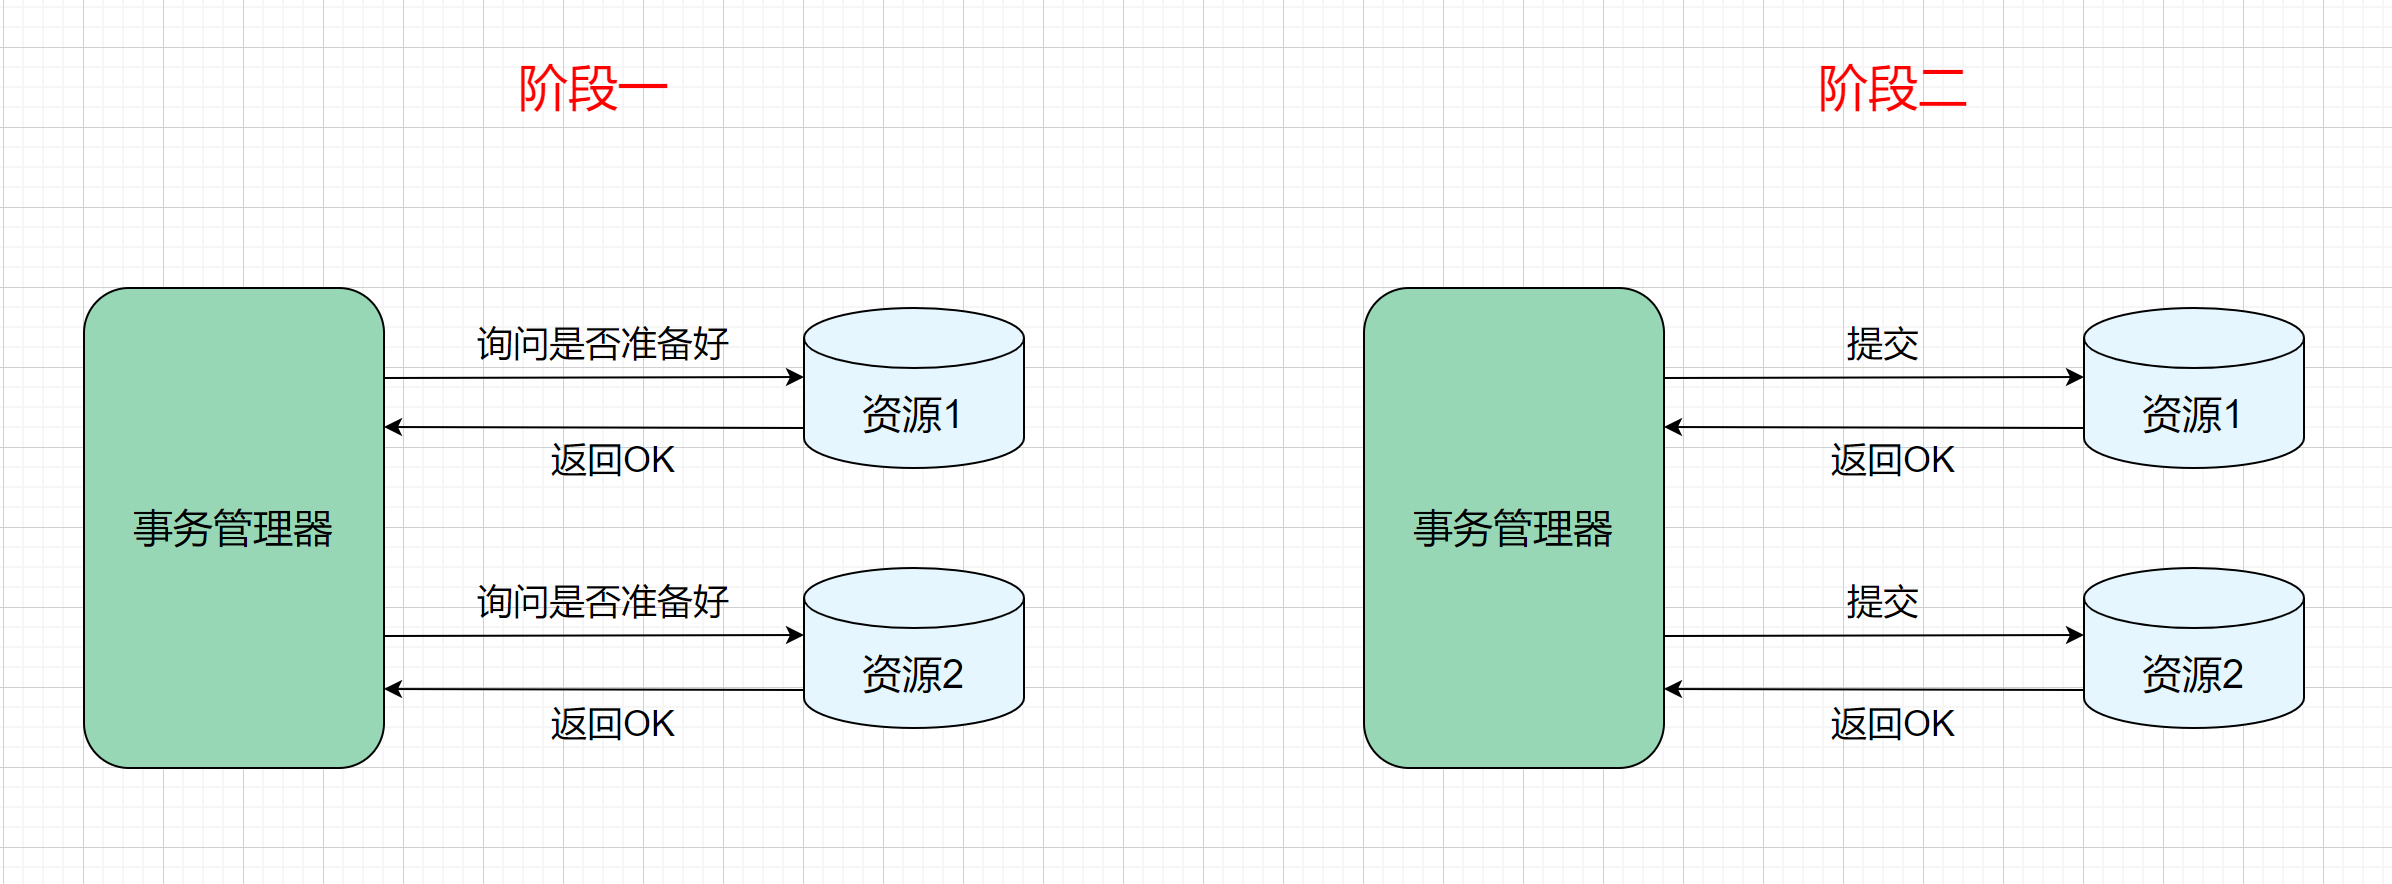 阶段一
询问是否准备好
资源1
返回OK
事务管理器
询问是否准备好
资源2
返回OK
阶段二
提交
资源1
返回OK
事务管理器
提交
资源2
返回OK